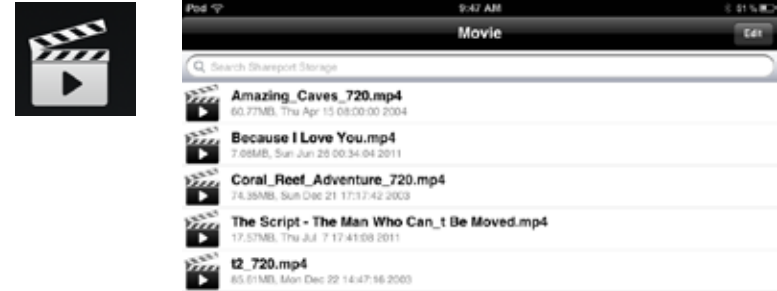 iPod 9:47 AM 81%
Movie
Edit
Search Shareport Storage
Amazing_Caves_720.mp4
60.77MB, Thu Apr 15 08:00:00 2004
Because I Love You.mp4
7.08MB, Sun Jun 26 00:34:04 2011
Coral_Reef_Adventure_720.mp4
74.35MB, Sun Dec 21 17:17:42 2003
The Script - The Man Who Can_t Be Moved.mp4
17.57MB, Thu Jul 7 17:41:08 2011
t2_720.mp4
85.61MB, Mon Dec 22 14:47:16 2003